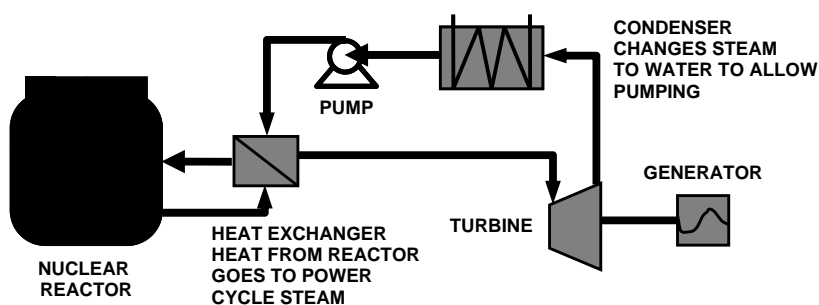 CONDENSER
CHANGES STEAM
TO WATER TO ALLOW
PUMPING
PUMP
GENERATOR
TURBINE
HEAT EXCHANGER
HEAT FROM REACTOR
GOES TO POWER
CYCLE STEAM
NUCLEAR
REACTOR